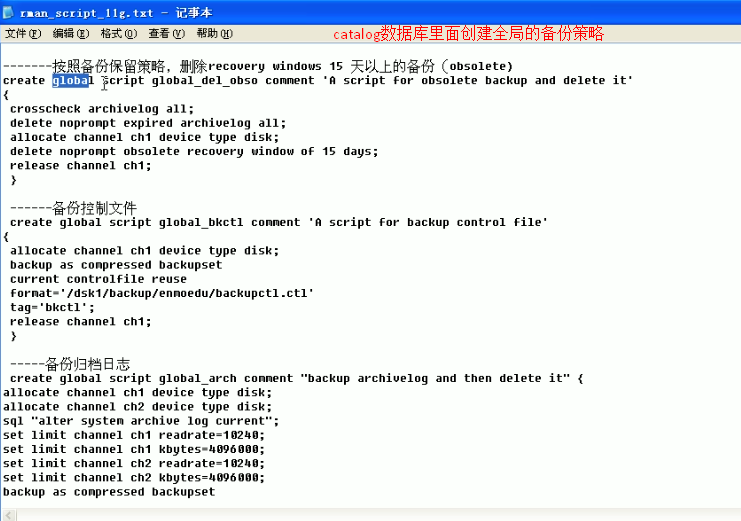 rman_script_11g.txt - 记事本
文件(F) 编辑(E) 格式(O) 查看(V) 帮助(H)
catalog数据库里面创建全局的备份策略
-------按照备份保留策略，删除recovery windows 15 天以上的备份（obsolete)
create global script global_del_obso comment 'A script for obsolete backup and delete it'
{
crosscheck archivelog all;
delete noprompt expired archivelog all;
allocate channel ch1 device type disk;
delete noprompt obsolete recovery window of 15 days;
release channel ch1;
}
------备份控制文件
create global script global_bkctl comment 'A script for backup control file'
{
allocate channel ch1 device type disk;
backup as compressed backupset
current controlfile reuse
format='/dsk1/backup/enmoedu/backupctl.ctl'
tag='bkctl';
release channel ch1;
}
-----备份归档日志
create global script global_arch comment "backup archivelog and then delete it" {
allocate channel ch1 device type disk;
allocate channel ch2 device type disk;
sql "alter system archive log current";
set limit channel ch1 readrate=10240;
set limit channel ch1 kbytes=4096000;
set limit channel ch2 readrate=10240;
set limit channel ch2 kbytes=4096000;
backup as compressed backupset